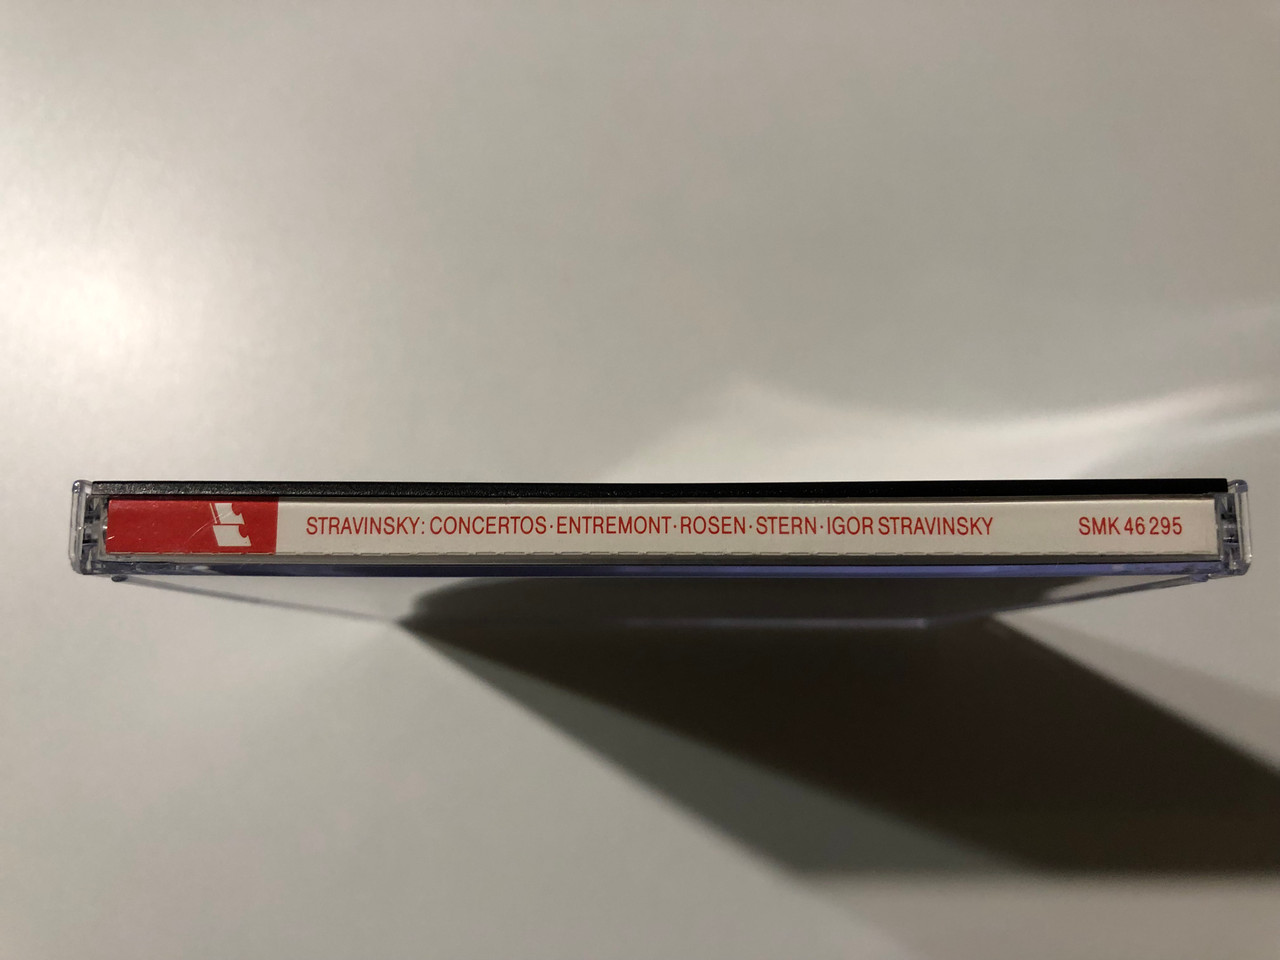 STRAVINSKY: CONCERTOS · ENTREMONT · ROSEN · STERN · IGOR STRAVINSKY SMK 46 295